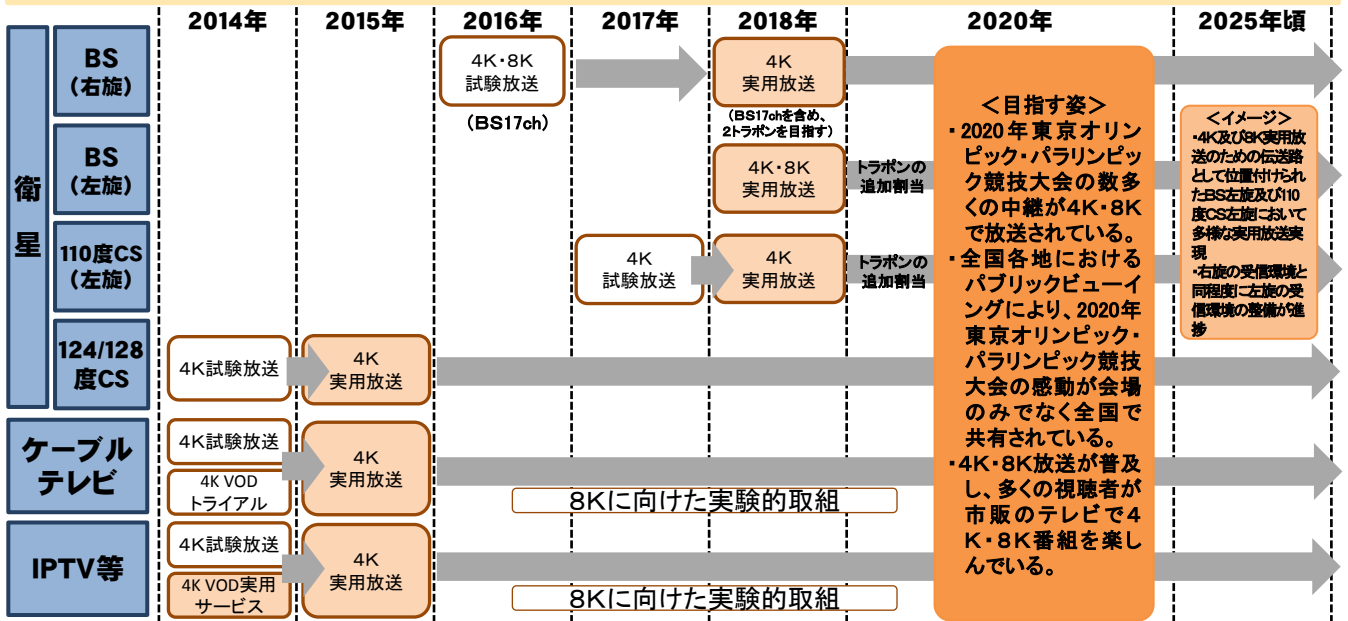 2014年
2015年
2016年
2017年
2018年
2020年
2025年頃
衛
星
BS
(右旋)
4K・8K
試験放送
(BS17ch)
4K
実用放送
(BS17chを含め、
2トラポンを目指す)
BS
(左旋)
4K・8K
実用放送
トラポンの
追加割当
110度CS
(左旋)
4K
試験放送
4K
実用放送
トラポンの
追加割当
124/128
度CS
4K試験放送
4K
実用放送
ケーブル
テレビ
4K試験放送
4K VOD
トライアル
4K
実用放送
8Kに向けた実験的取組
IPTV等
4K試験放送
4K VOD実用
サービス
4K
実用放送
8Kに向けた実験的取組
＜目指す姿＞
・2020年東京オリン
ピック・パラリンピッ
ク競技大会の数多
くの中継が4K・8K
で放送されている。
・全国各地における
パブリックビューイ
ングにより、2020年
東京オリンピック・
パラリンピック競技
大会の感動が会場
のみでなく全国で
共有されている。
・4K・8K放送が普及
し、多くの視聴者が
市販のテレビで4
K・8K番組を楽し
んでいる。
＜イメージ＞
・4K及び8K実用放
送のための伝送路
として位置付けられ
たBS左旋及び110
度CS左旋において
多様な実用放送実
現
・右旋の受信環境と
同程度に左旋の受
信環境の整備が進
捗